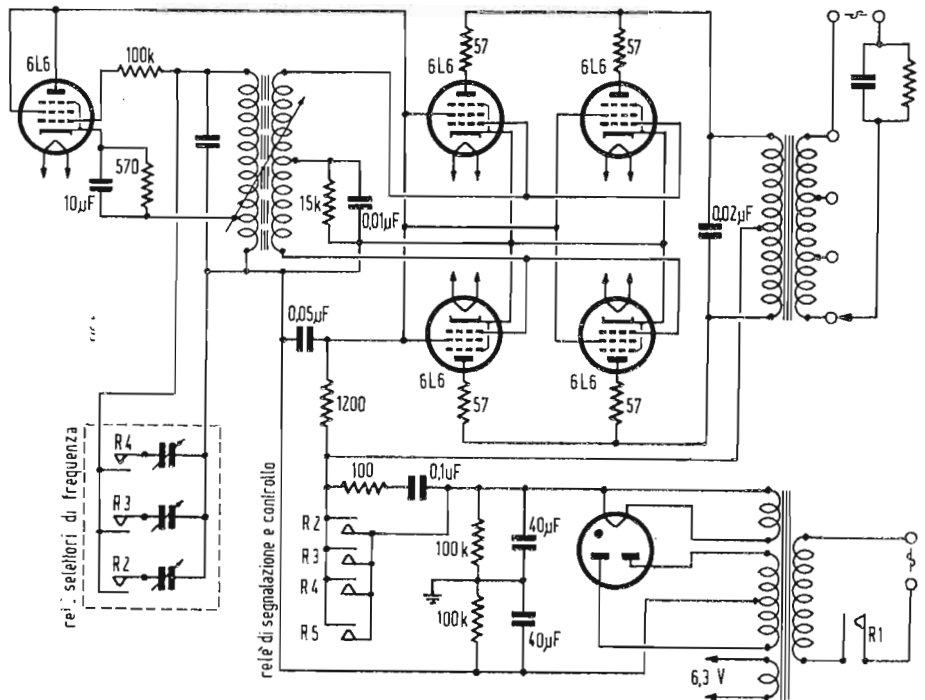 6L6
100k
570
10µF
15k
0,01µF
57
6L6
57
6L6
0,02µF
0,05µF
1200
6L6
57
6L6
57
relè selettori di frequenza
R4
R3
R2
relè di segnalazione e controllo
100
0,1uF
R2
R3
R4
R5
100k
40µF
100k
40µF
6,3 V
R1